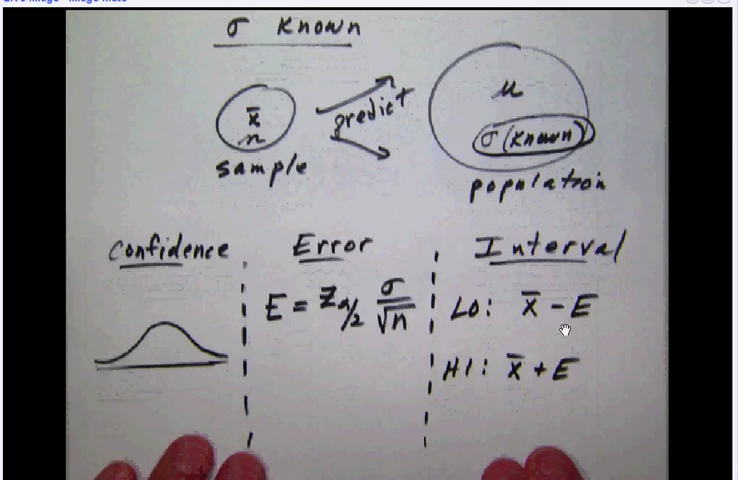 σ Known
x̄
n
sample
predict
μ
σ (Known)
population
Confidence
Error
E = Zα/2 σ/√n
Interval
LO: x̄ - E
HI: x̄ + E